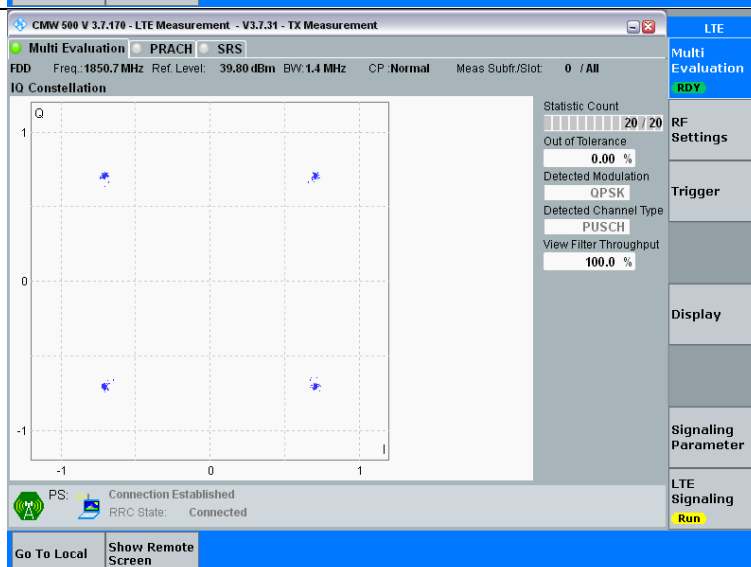 CMW 500 V 3.7.170 - LTE Measurement - V3.7.31 - TX Measurement
LTE
Multi Evaluation PRACH SRS
FDD Freq.:1850.7 MHz Ref. Level: 39.80 dBm BW:1.4 MHz CP :Normal Meas Subfr./Slot: 0 / All
IQ Constellation
Q
1
0
-1
I
-1 0 1
Statistic Count
20 / 20
Out of Tolerance
0.00 %
Detected Modulation
QPSK
Detected Channel Type
PUSCH
View Filter Throughput
100.0 %
Multi
Evaluation
RDY
RF
Settings
Trigger
Display
Signaling
Parameter
LTE
Signaling
Run
PS: Connection Established
RRC State: Connected
Go To Local
Show Remote
Screen